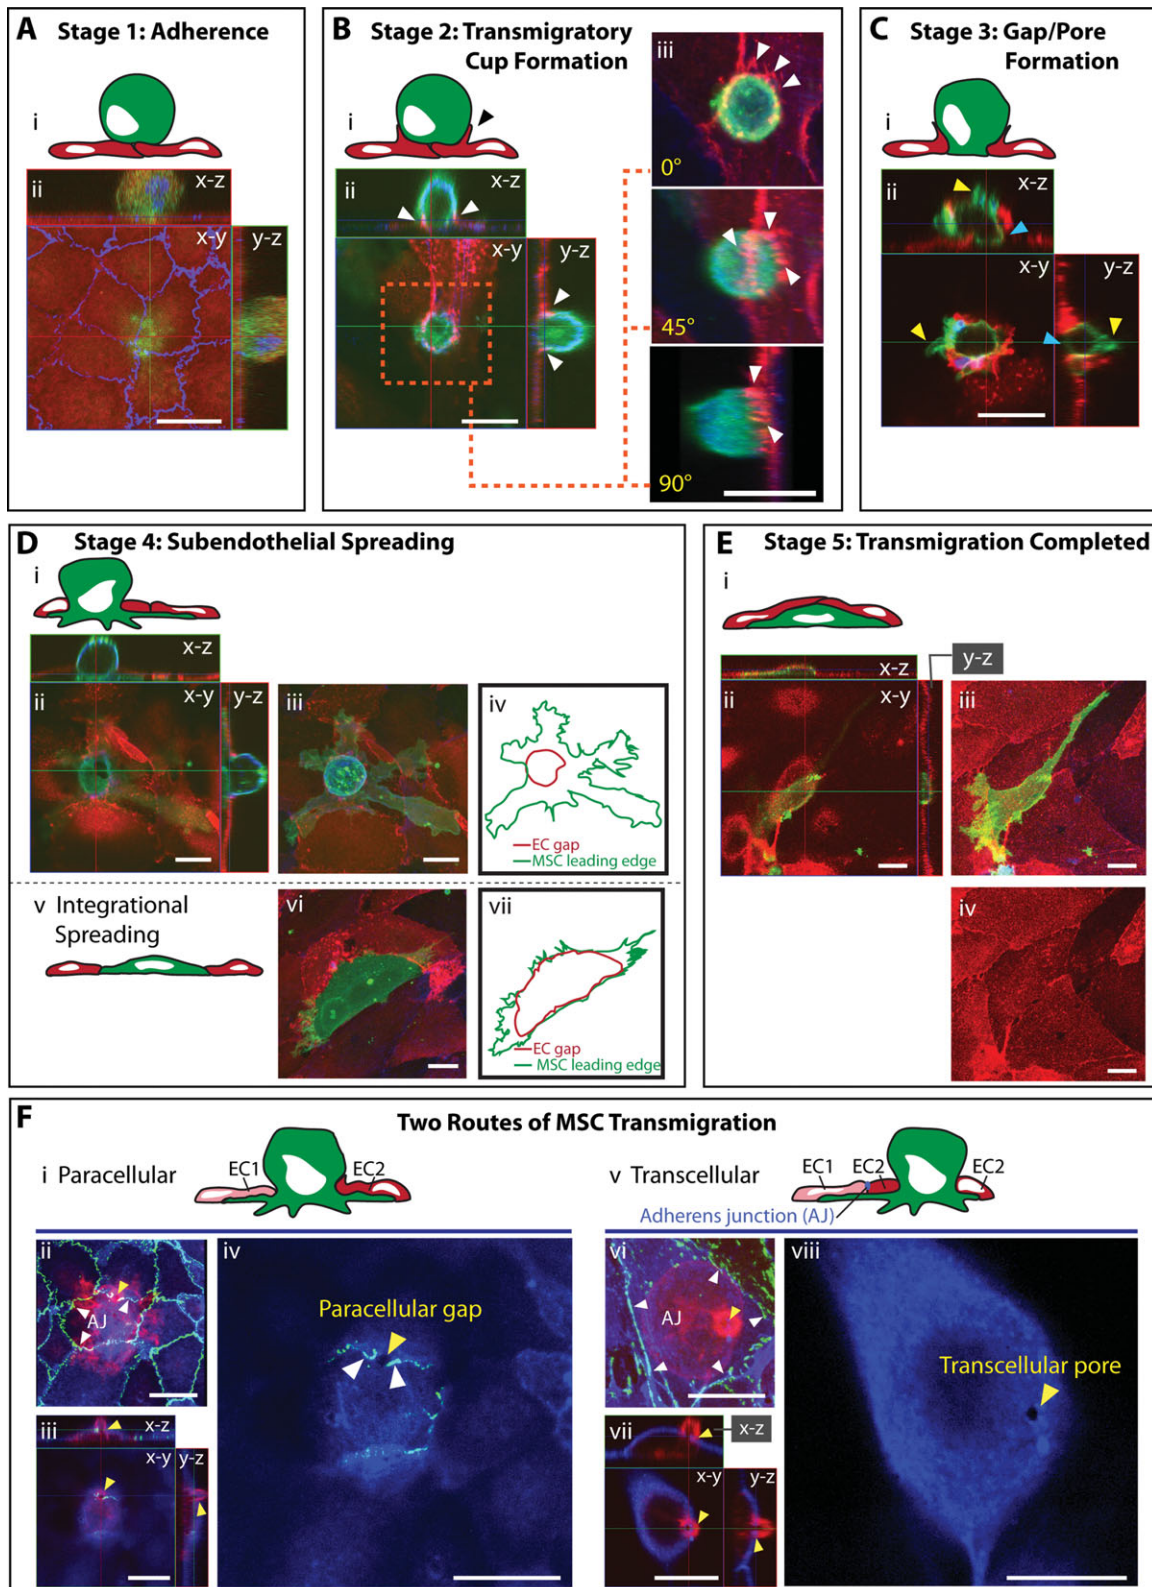 A Stage 1: Adherence
i
ii
x-z
x-y
y-z
B Stage 2: Transmigratory
Cup Formation
i
ii
x-z
x-y
y-z
iii
0°
45°
90°
C Stage 3: Gap/Pore
Formation
i
ii
x-z
x-y
y-z
D Stage 4: Subendothelial Spreading
i
x-z
ii
x-y
y-z
iii
iv
EC gap
MSC leading edge
v Integrational
Spreading
vi
vii
EC gap
MSC leading edge
E Stage 5: Transmigration Completed
i
x-z
y-z
ii
x-y
iii
iv
F Two Routes of MSC Transmigration
i Paracellular
EC1
EC2
ii
AJ
iii
x-z
x-y
y-z
iv
Paracellular gap
v Transcellular
EC1
EC2
EC2
Adherens junction (AJ)
vi
AJ
vii
x-z
x-y
y-z
viii
Transcellular pore